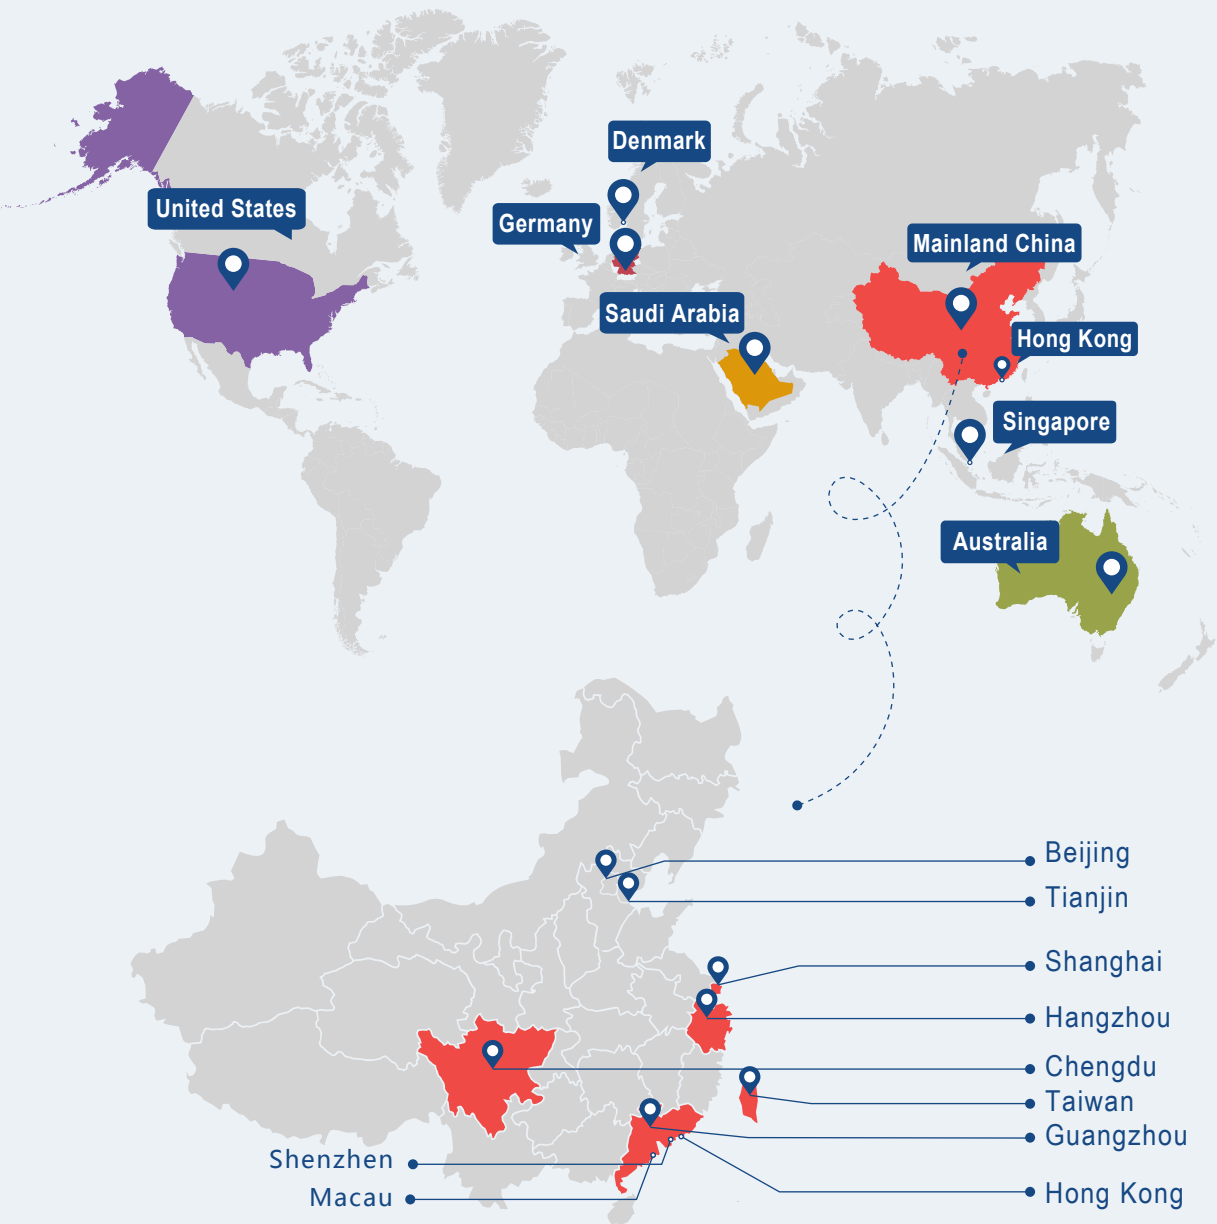 Denmark
United States
Germany
Mainland China
Saudi Arabia
Hong Kong
Singapore
Australia
Beijing
Tianjin
Shanghai
Hangzhou
Chengdu
Taiwan
Guangzhou
Shenzhen
Macau
Hong Kong